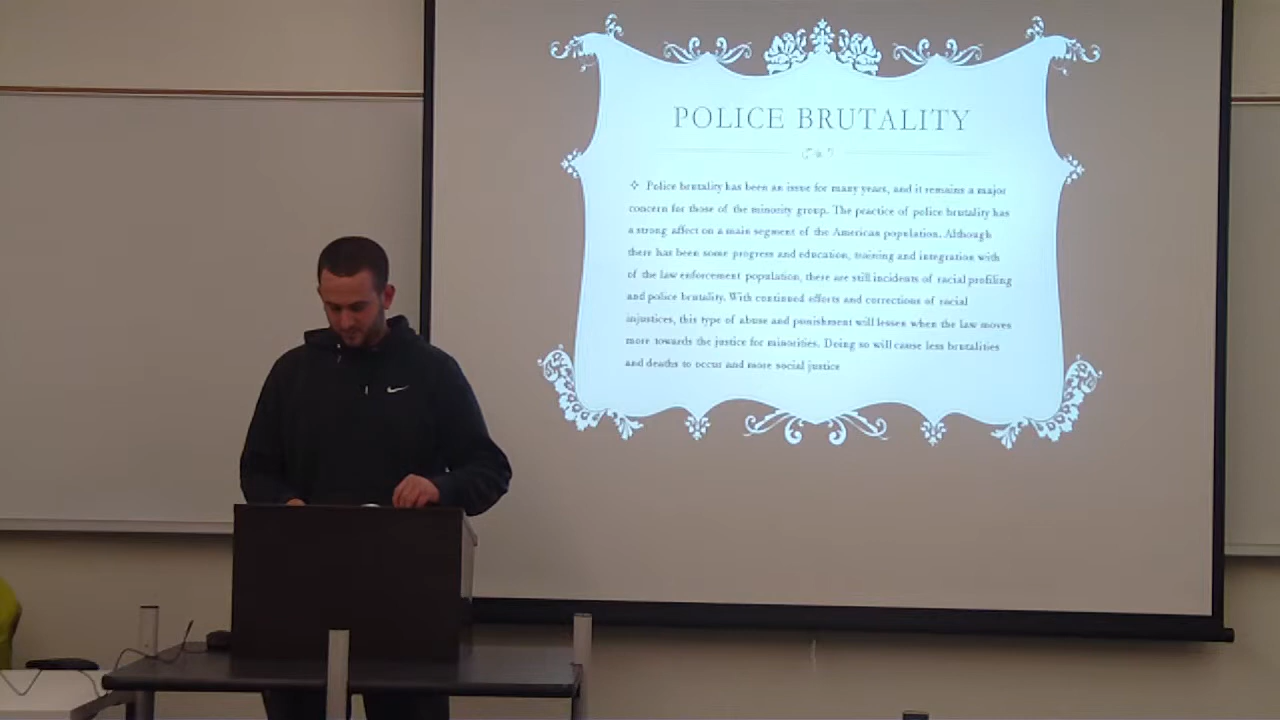 POLICE BRUTALITY
Police brutality has been an issue for many years, and it remains a major
concern for those of the minority group. The practice of police brutality has
a strong affect on a main segment of the American population. Although
there has been some progress and education, training and integration with
of the law enforcement population, there are still incidents of racial profiling
and police brutality. With continued efforts and corrections of racial
injustices, this type of abuse and punishment will lessen when the law moves
more towards the justice for minorities. Doing so will cause less brutalities
and deaths to occur and more social justice